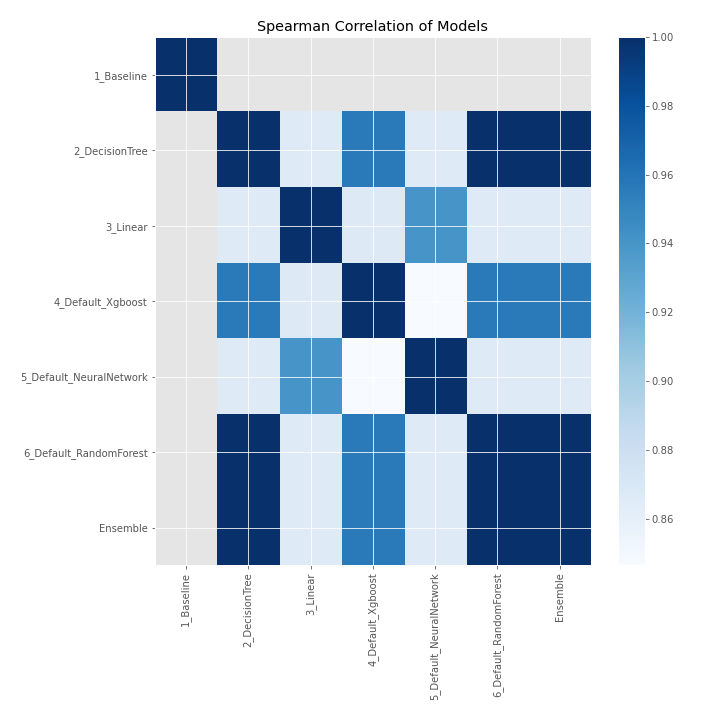 Spearman Correlation of Models
1_Baseline
2_DecisionTree
3_Linear
4_Default_Xgboost
5_Default_NeuralNetwork
6_Default_RandomForest
Ensemble
1_Baseline
2_DecisionTree
3_Linear
4_Default_Xgboost
5_Default_NeuralNetwork
6_Default_RandomForest
Ensemble
1.00
0.98
0.96
0.94
0.92
0.90
0.88
0.86